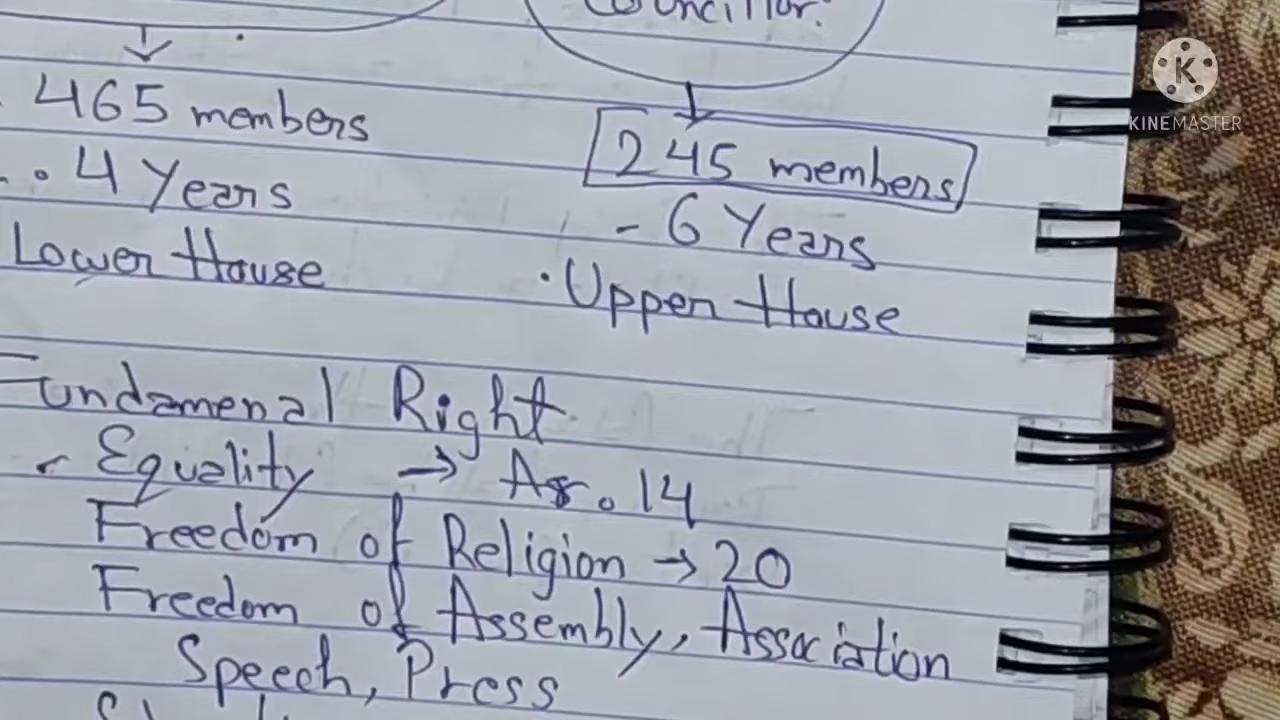 Councillor.
465 members
245 members
• 4 Years
- 6 Years
Lower House
• Upper House
Fundamenal Right
Equality → Ar. 14
Freedom of Religion → 20
Freedom of Assembly, Association
Speech, Press
K
KINEMASTER